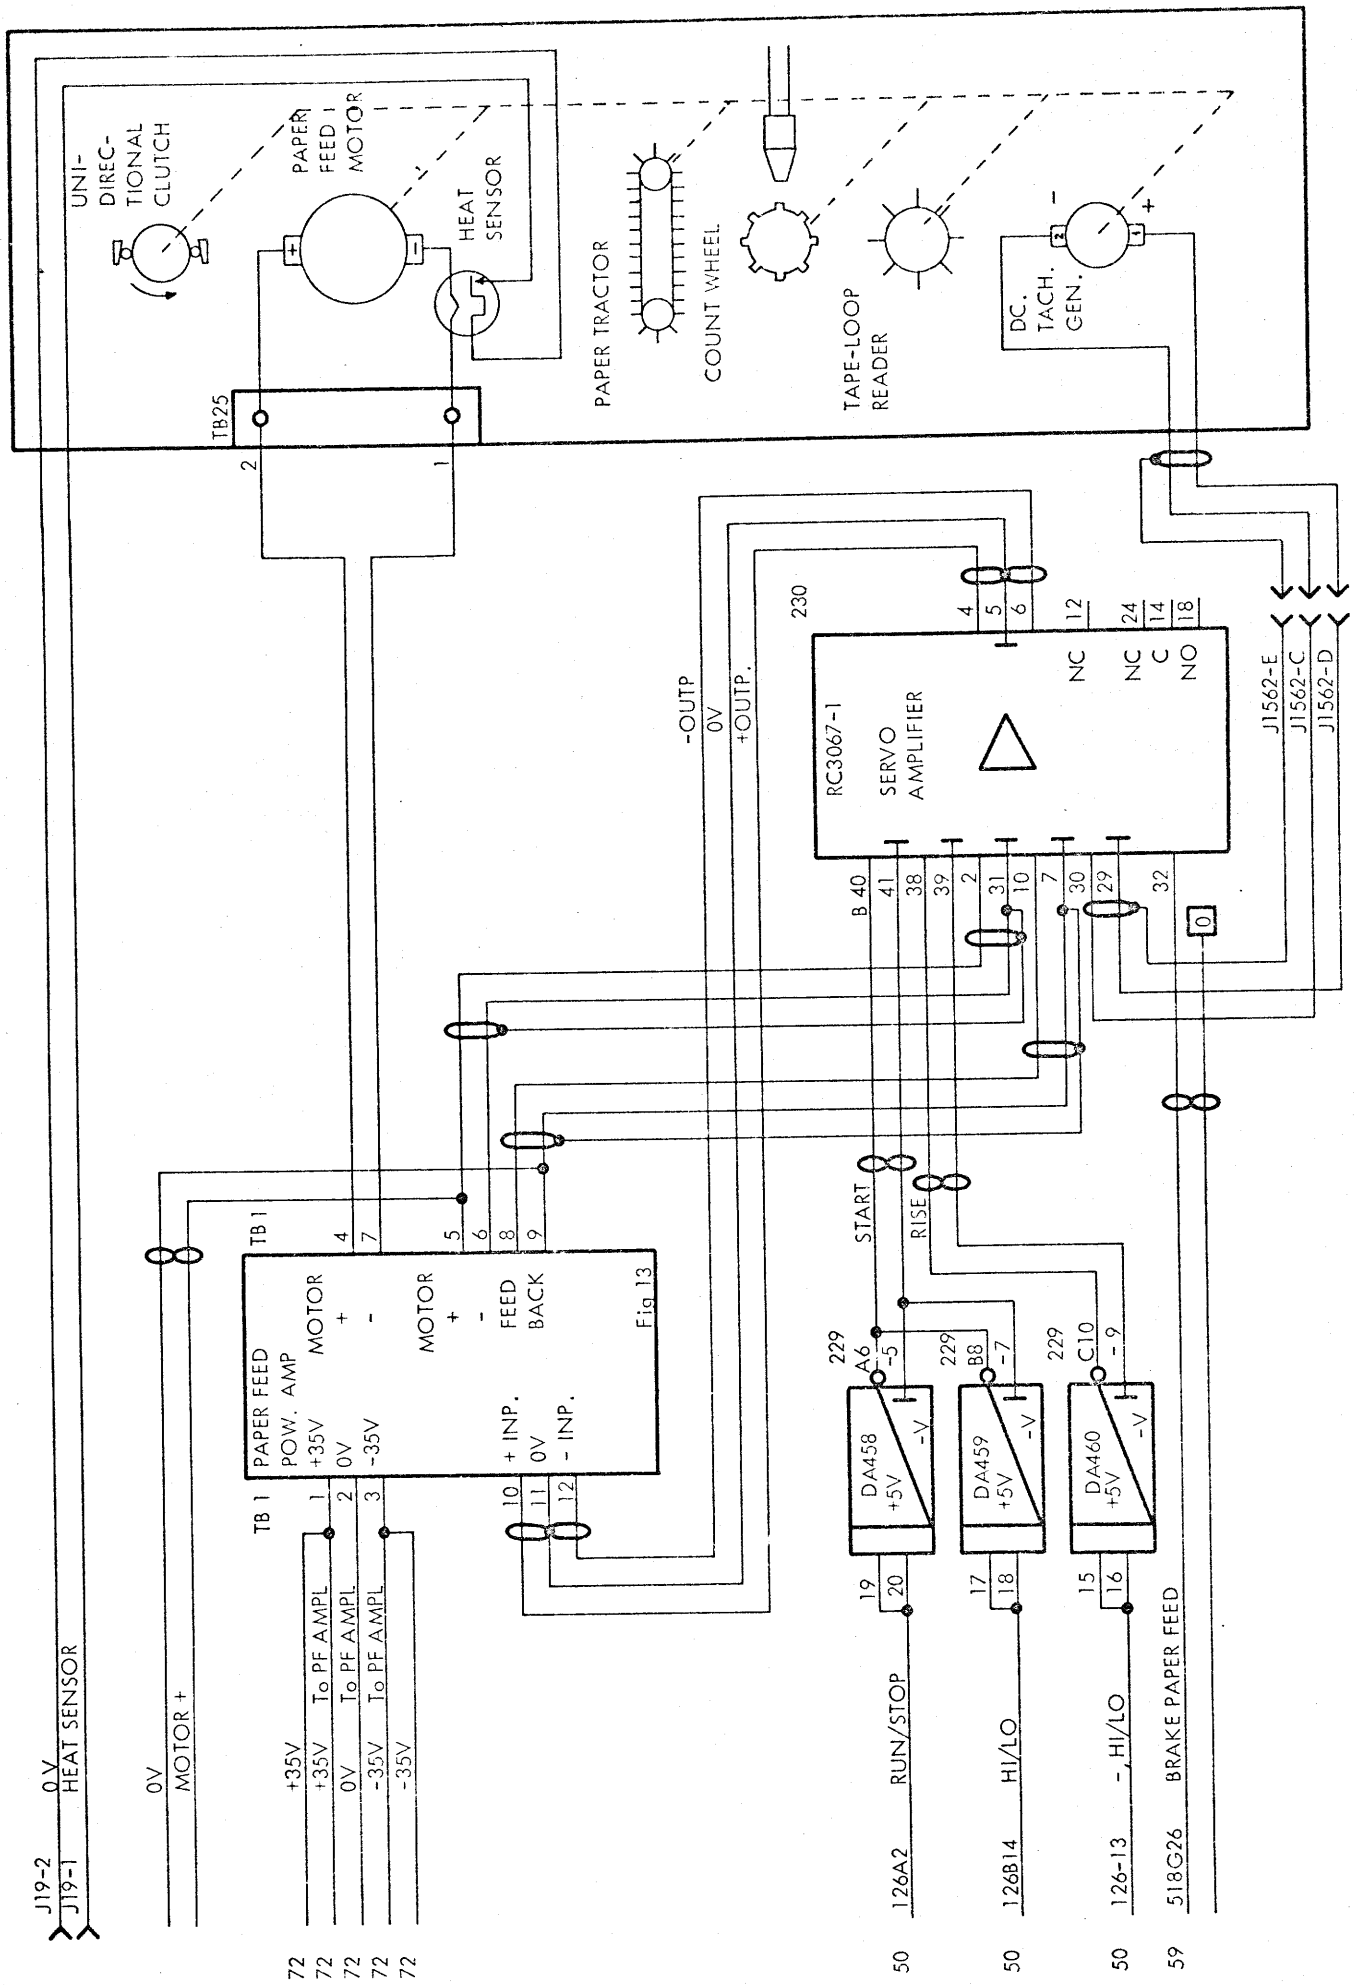 J19-2 0V
J19-1 HEAT SENSOR
0V
MOTOR +
72 +35V
72 +35V To PF AMPL
72 0V To PF AMPL
72 -35V To PF AMPL
72 -35V
TB 1 PAPER FEED
POW. AMP
TB 1
1 +35V MOTOR
2 0V + 4
3 -35V - 7
MOTOR
+ 5
- 6
10 + INP. FEED 8
11 0V BACK 9
12 - INP.
Fig 13
UNI-
DIREC-
TIONAL
CLUTCH
PAPER
FEED
MOTOR
+
-
HEAT
SENSOR
TB25
2
1
PAPER TRACTOR
COUNT WHEEL
TAPE-LOOP
READER
DC.
TACH.
GEN.
2 -
1 +
-OUTP
0V
+OUTP.
230
RC3067-1
SERVO
AMPLIFIER
4
5
6
NC 12
NC 24
C 14
NO 18
B 40
41
38
39
2
31
10
7
30
29
32
0
J1562-E
J1562-C
J1562-D
START
RISE
50 126A2 RUN/STOP
19
20
DA458
+5V
-V
229
A6
-5
50 126B14 HI/LO
17
18
DA459
+5V
-V
229
B8
-7
50 126-13 -,HI/LO
15
16
DA460
+5V
-V
229
C10
-9
59 518G26 BRAKE PAPER FEED